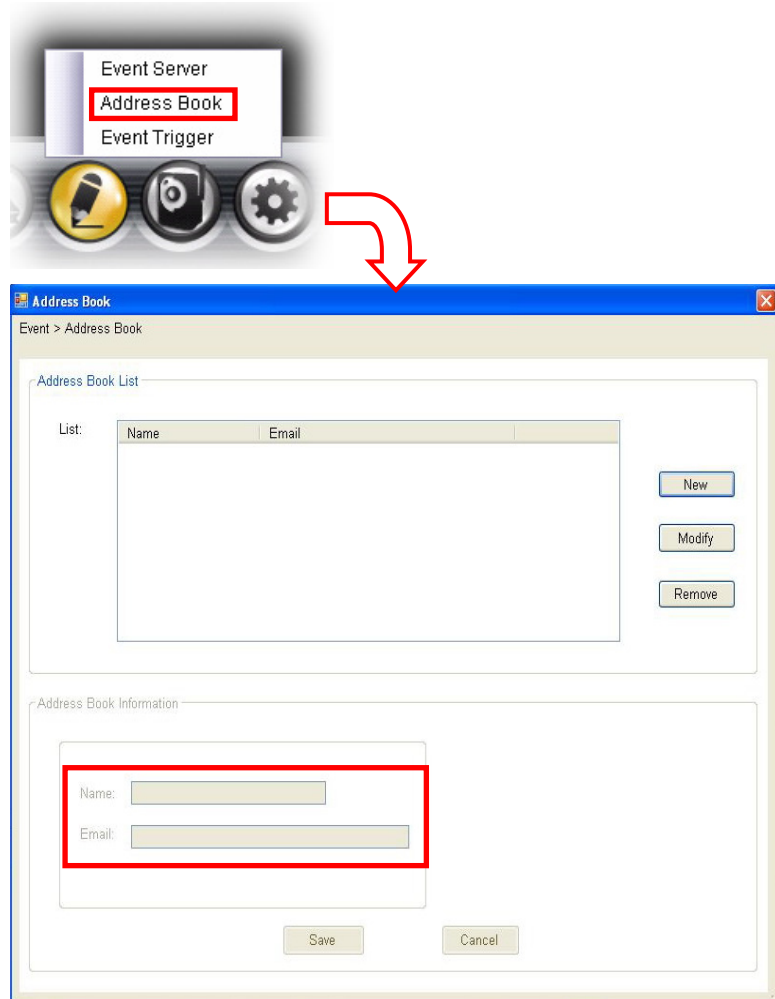 Event Server
Address Book
Event Trigger
Address Book
Event > Address Book
Address Book List
List:
Name Email
New
Modify
Remove
Address Book Information
Name:
Email:
Save Cancel